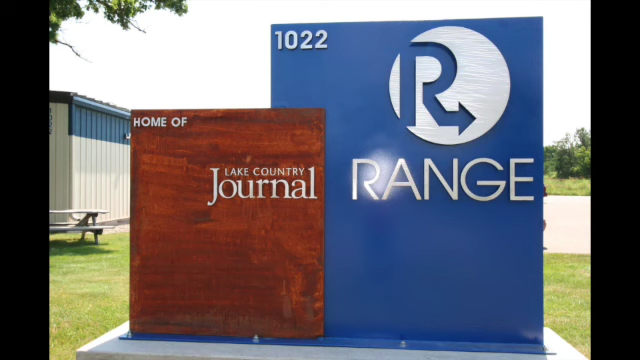 1022
R
RANGE
HOME OF
LAKE COUNTRY
Journal